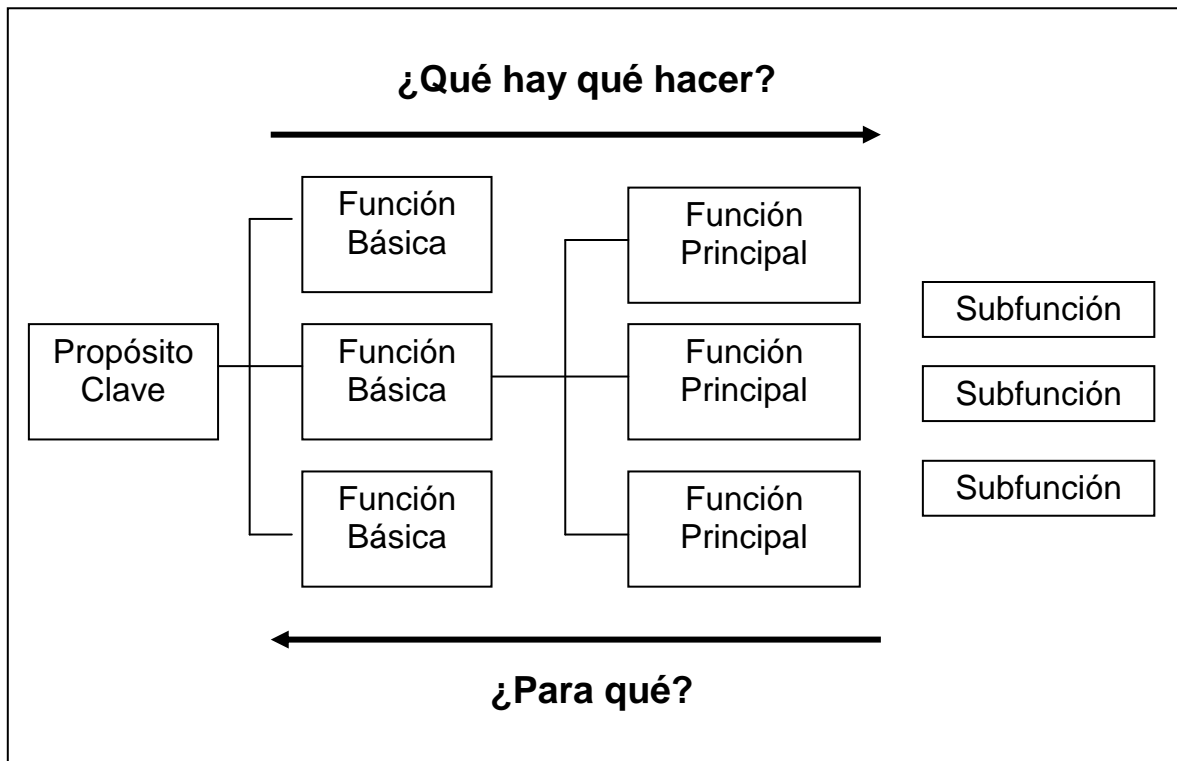 ¿Qué hay qué hacer?
Propósito
Clave
Función
Básica
Función
Básica
Función
Básica
Función
Principal
Función
Principal
Función
Principal
Subfunción
Subfunción
Subfunción
¿Para qué?